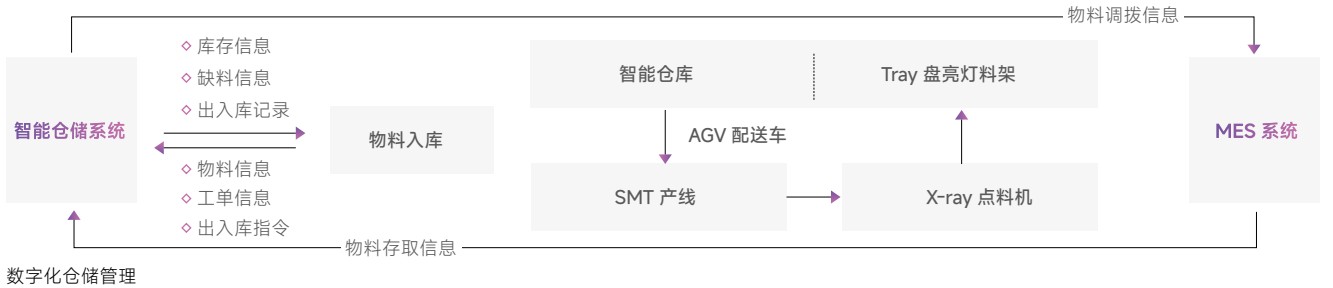 物料调拨信息
库存信息
缺料信息
出入库记录
智能仓储系统
物料信息
工单信息
出入库指令
物料入库
智能仓库
Tray 盘亮灯料架
AGV 配送车
SMT 产线
X-ray 点料机
MES 系统
物料存取信息
数字化仓储管理